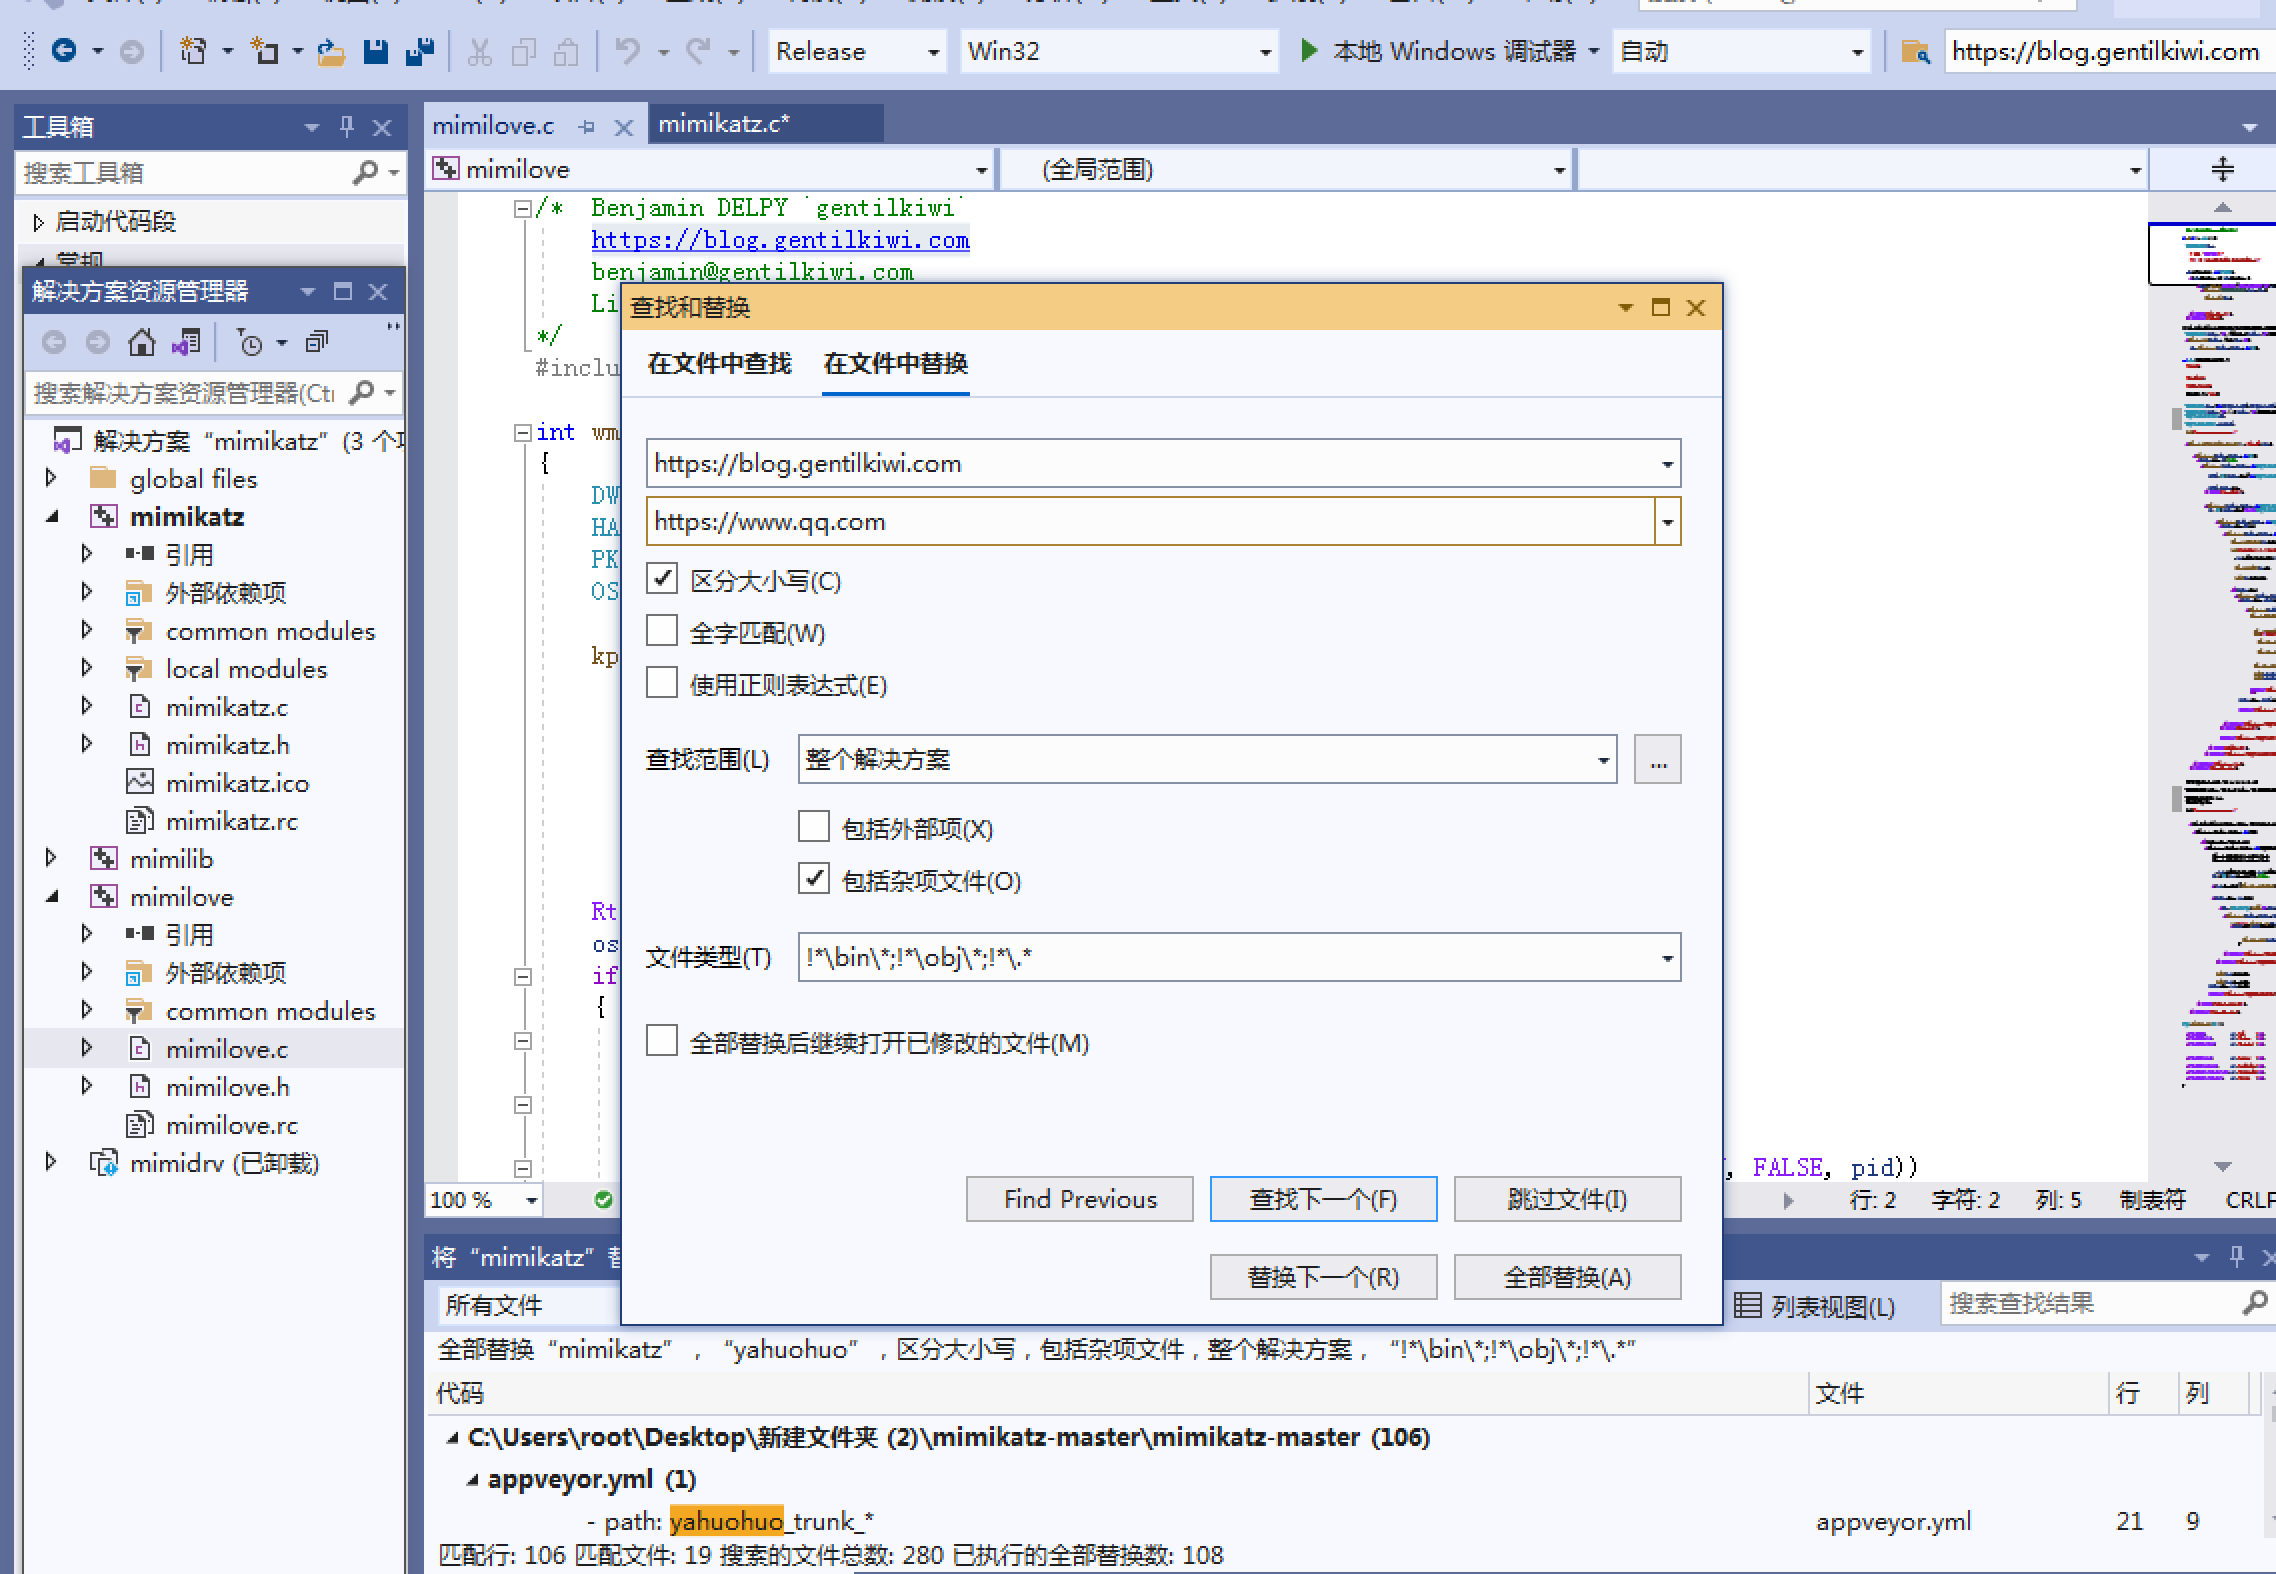 Release
Win32
本地 Windows 调试器
自动
https://blog.gentilkiwi.com
工具箱
搜索工具箱
启动代码段
常规
解决方案资源管理器
搜索解决方案资源管理器(Ctr
解决方案 “mimikatz” (3 个项
global files
mimikatz
引用
外部依赖项
common modules
local modules
mimikatz.c
mimikatz.h
mimikatz.ico
mimikatz.rc
mimilib
mimilove
引用
外部依赖项
common modules
mimilove.c
mimilove.h
mimilove.rc
mimidrv (已卸载)
mimilove.c
mimikatz.c*
mimilove
(全局范围)
/* Benjamin DELPY `gentilkiwi`
https://blog.gentilkiwi.com
benjamin@gentilkiwi.com
Li
*/
#inclu
int wm
{
DW
HA
PK
OS
kp
Rt
os
if
{
, FALSE, pid))
查找和替换
在文件中查找 在文件中替换
https://blog.gentilkiwi.com
https://www.qq.com
区分大小写(C)
全字匹配(W)
使用正则表达式(E)
查找范围(L) 整个解决方案 ...
包括外部项(X)
包括杂项文件(O)
文件类型(T) !*\bin\*;!*\obj\*;!*\.*
全部替换后继续打开已修改的文件(M)
Find Previous 查找下一个(F) 跳过文件(I)
替换下一个(R) 全部替换(A)
100 %
行: 2 字符: 2 列: 5 制表符 CRLF
将 “mimikatz” 替
所有文件
列表视图(L) 搜索查找结果
全部替换 “mimikatz” , “yahuohuo” , 区分大小写 , 包括杂项文件 , 整个解决方案 , “!*\bin\*;!*\obj\*;!*\.*”
代码 文件 行 列
C:\Users\root\Desktop\新建文件夹 (2)\mimikatz-master\mimikatz-master (106)
appveyor.yml (1)
- path: yahuohuo_trunk_* appveyor.yml 21 9
匹配行: 106 匹配文件: 19 搜索的文件总数: 280 已执行的全部替换数: 108